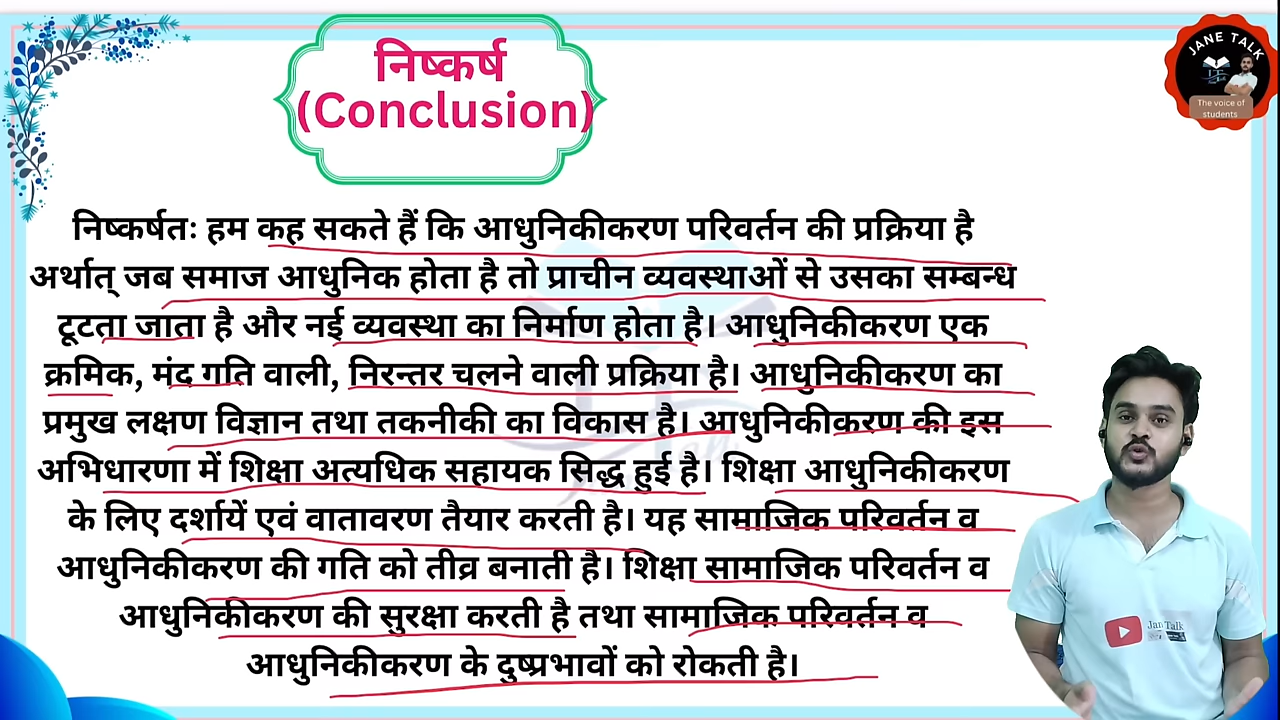 निष्कर्ष
(Conclusion)
JANE TALK
The voice of
students
निष्कर्षतः हम कह सकते हैं कि आधुनिकीकरण परिवर्तन की प्रक्रिया है
अर्थात् जब समाज आधुनिक होता है तो प्राचीन व्यवस्थाओं से उसका सम्बन्ध
टूटता जाता है और नई व्यवस्था का निर्माण होता है। आधुनिकीकरण एक
क्रमिक, मंद गति वाली, निरन्तर चलने वाली प्रक्रिया है। आधुनिकीकरण का
प्रमुख लक्षण विज्ञान तथा तकनीकी का विकास है। आधुनिकीकरण की इस
अभिधारणा में शिक्षा अत्यधिक सहायक सिद्ध हुई है। शिक्षा आधुनिकीकरण
के लिए दर्शायें एवं वातावरण तैयार करती है। यह सामाजिक परिवर्तन व
आधुनिकीकरण की गति को तीव्र बनाती है। शिक्षा सामाजिक परिवर्तन व
आधुनिकीकरण की सुरक्षा करती है तथा सामाजिक परिवर्तन व
आधुनिकीकरण के दुष्प्रभावों को रोकती है।
Jane Talk